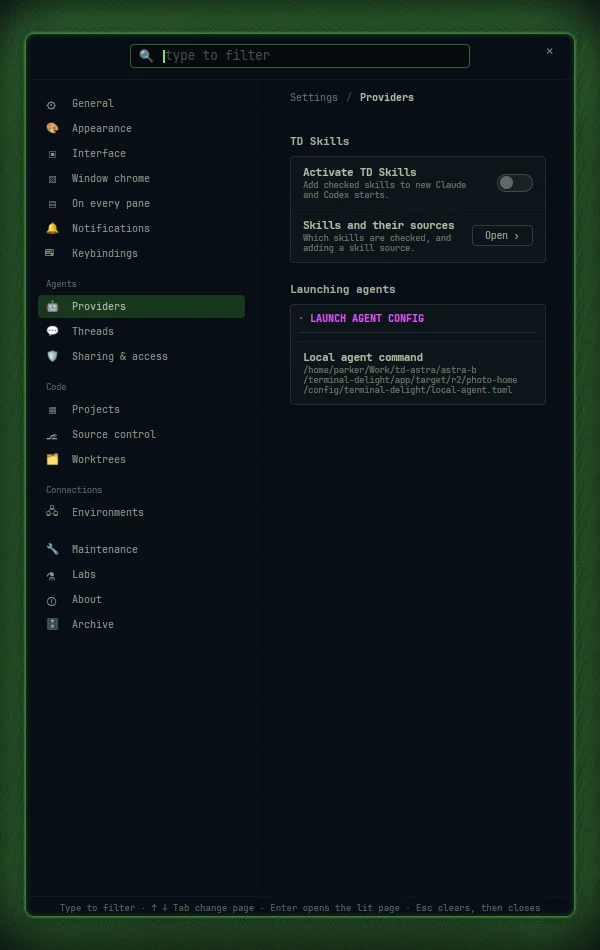 type to filter
×
General
Appearance
Interface
Window chrome
On every pane
Notifications
Keybindings
Agents
Providers
Threads
Sharing & access
Code
Projects
Source control
Worktrees
Connections
Environments
Maintenance
Labs
About
Archive
Settings / Providers
TD Skills
Activate TD Skills
Add checked skills to new Claude
and Codex starts.
Skills and their sources
Which skills are checked, and
adding a skill source.
Open ›
Launching agents
· LAUNCH AGENT CONFIG
Local agent command
/home/parker/Work/td-astra/astra-b
/terminal-delight/app/target/r2/photo-home
/config/terminal-delight/local-agent.toml
Type to filter · ↑ ↓ Tab change page · Enter opens the lit page · Esc clears, then closes